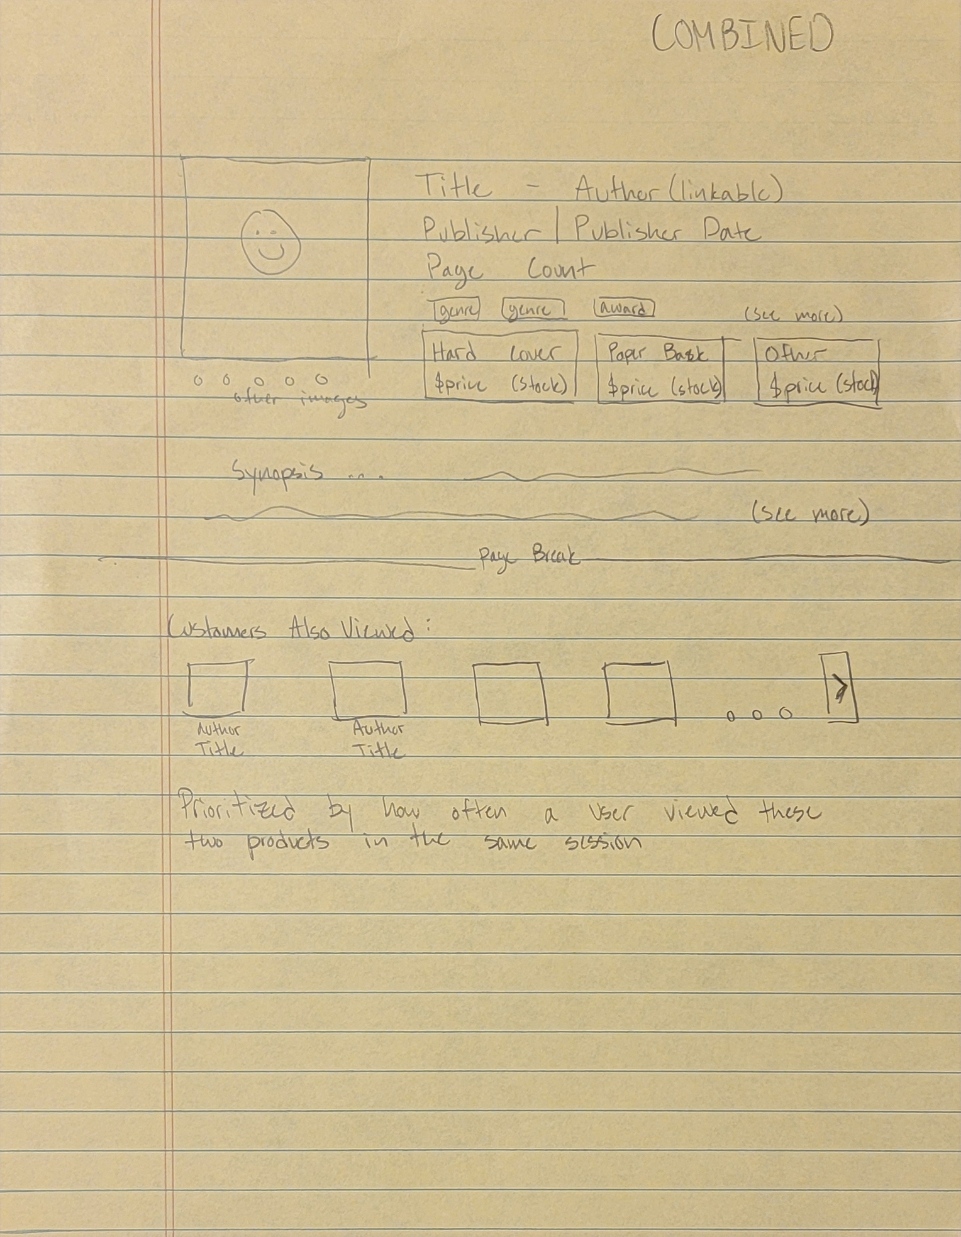 COMBINED
Title - Author (linkable)
Publisher | Publisher Date
Page Count
genre genre award (see more)
Hard Cover Paper Back Other
$price (stock) $price (stock) $price (stock)
other images
Synopsis ....
(see more)
Page Break
Customers Also Viewed:
>
Author Author
Title Title
Prioritized by how often a user viewed these
two products in the same session